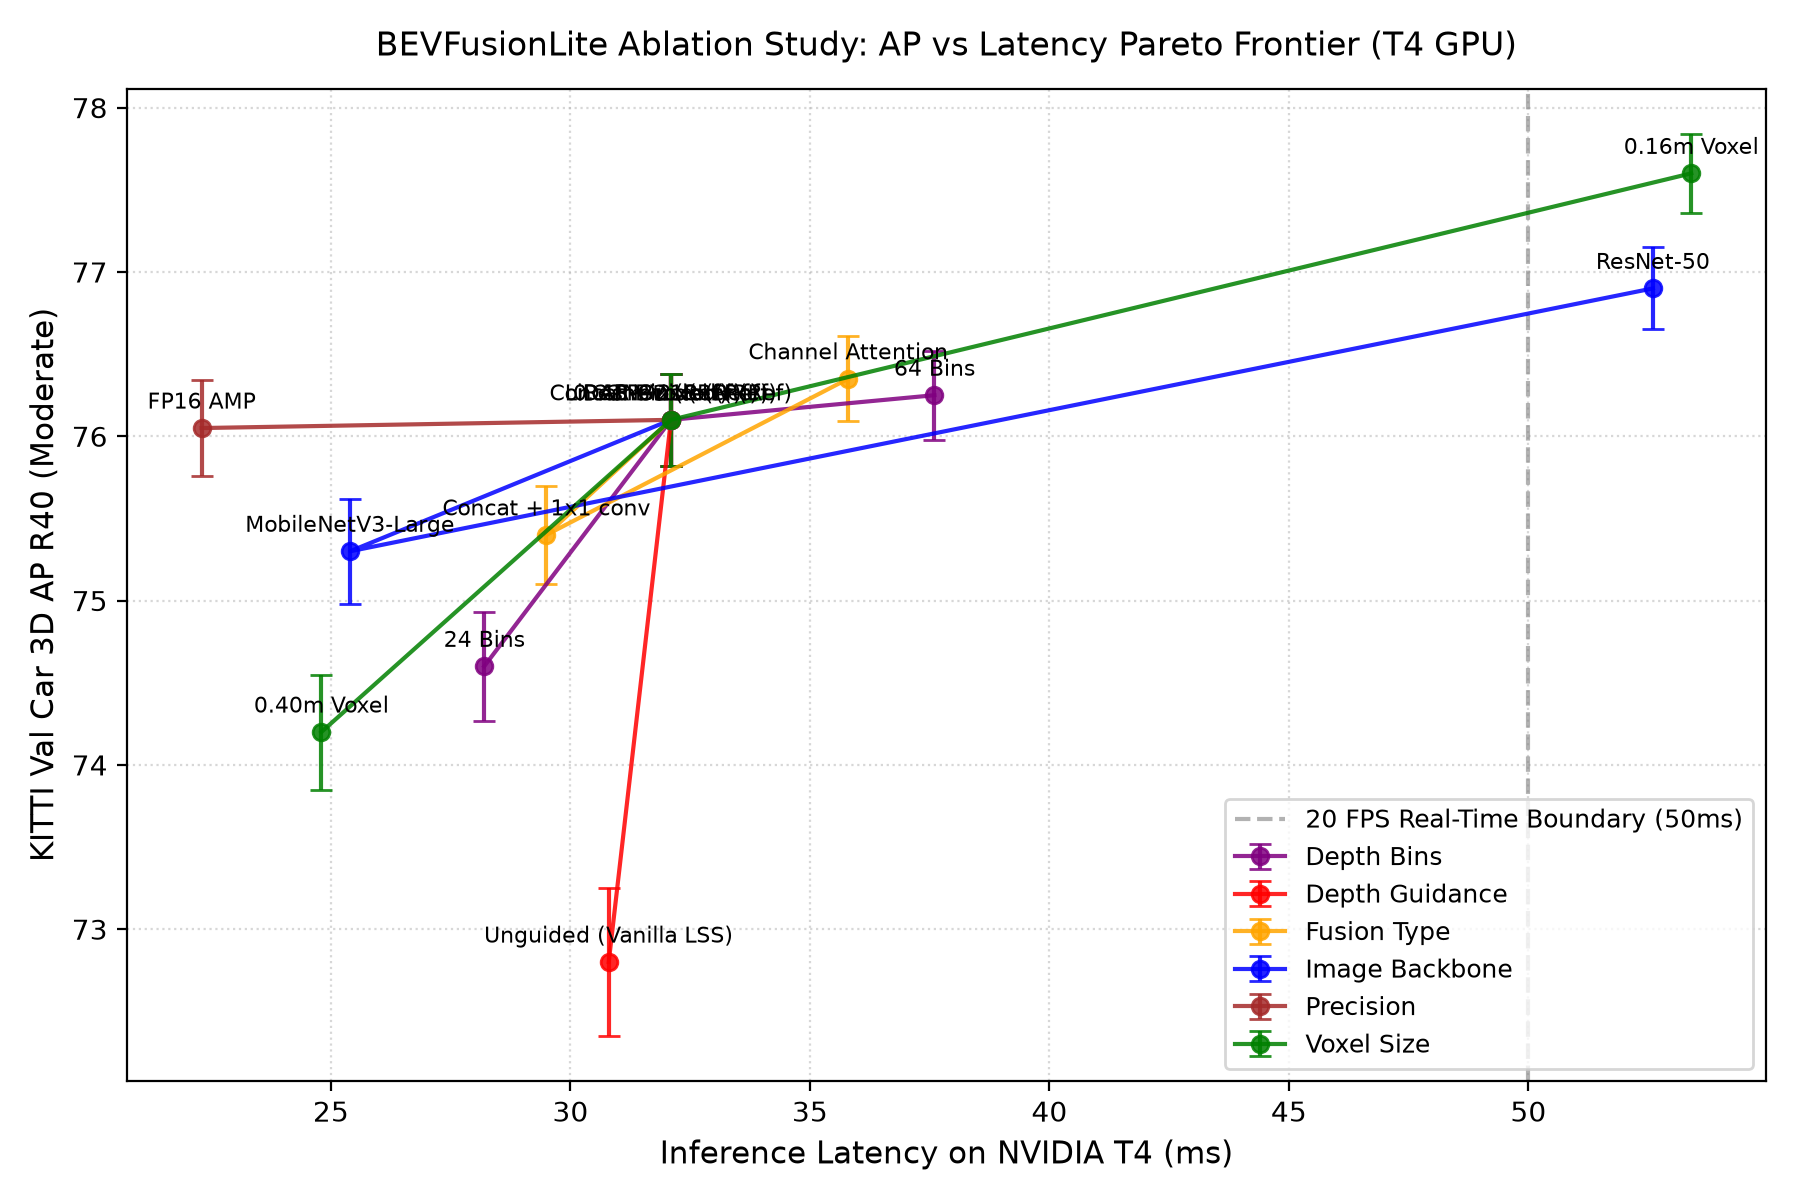 BEVFusionLite Ablation Study: AP vs Latency Pareto Frontier (T4 GPU)
KITTI Val Car 3D AP R40 (Moderate)
78
77
76
75
74
73
0.16m Voxel
ResNet-50
Channel Attention
64 Bins
FP16 AMP
Concat + 1x1 conv
MobileNetV3-Large
24 Bins
0.40m Voxel
Unguided (Vanilla LSS)
20 FPS Real-Time Boundary (50ms)
Depth Bins
Depth Guidance
Fusion Type
Image Backbone
Precision
Voxel Size
25
30
35
40
45
50
Inference Latency on NVIDIA T4 (ms)